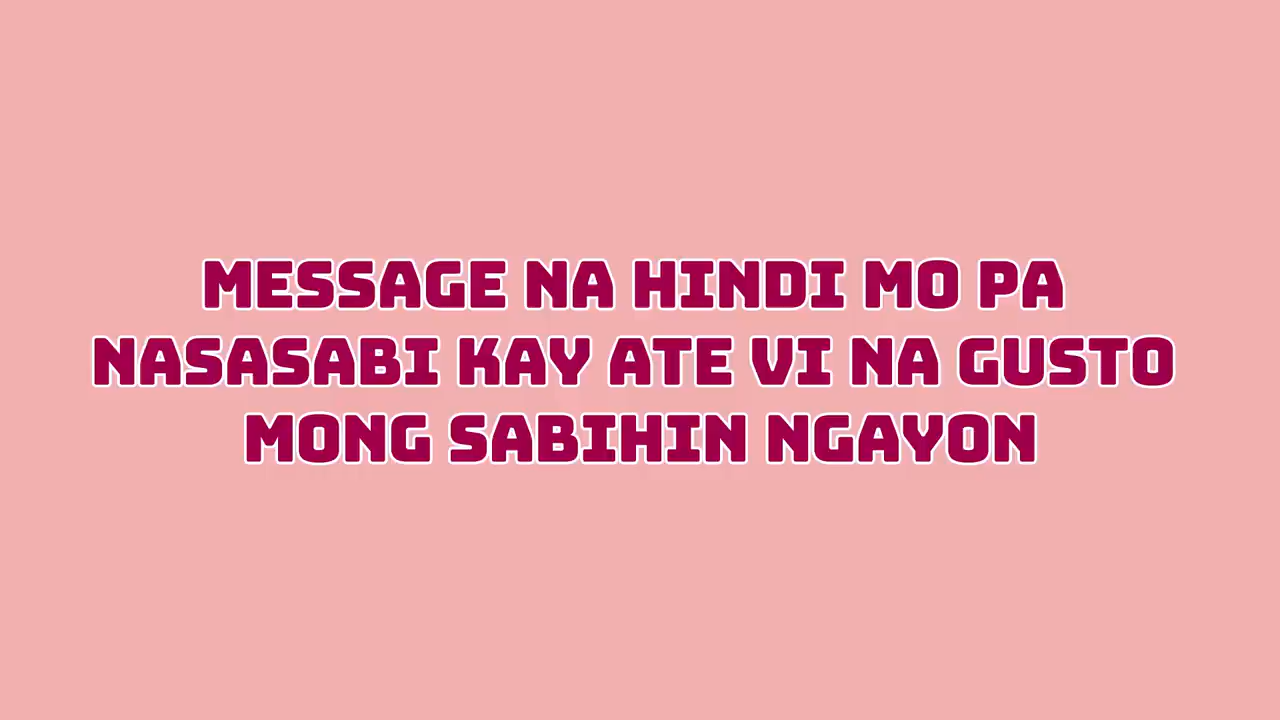 MESSAGE NA HINDI MO PA
NASASABI KAY ATE VI NA GUSTO
MONG SABIHIN NGAYON